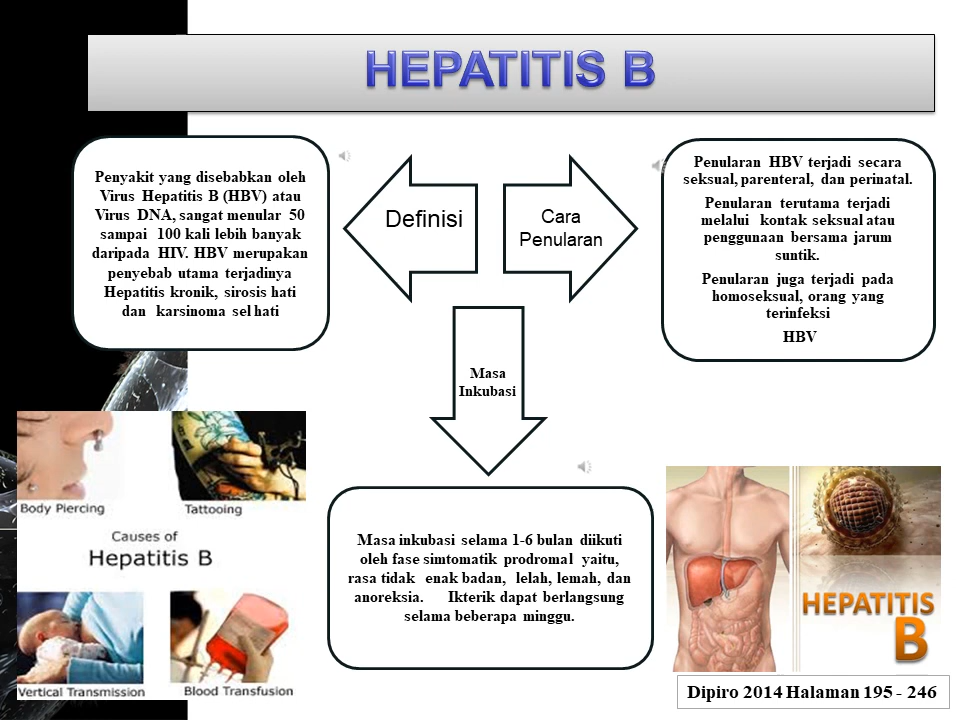 HEPATITIS B
Penyakit yang disebabkan oleh
Virus Hepatitis B (HBV) atau
Virus DNA, sangat menular 50
sampai 100 kali lebih banyak
daripada HIV. HBV merupakan
penyebab utama terjadinya
Hepatitis kronik, sirosis hati
dan karsinoma sel hati
Definisi
Cara
Penularan
Penularan HBV terjadi secara
seksual, parenteral, dan perinatal.
Penularan terutama terjadi
melalui kontak seksual atau
penggunaan bersama jarum
suntik.
Penularan juga terjadi pada
homoseksual, orang yang
terinfeksi
HBV
Masa
Inkubasi
Masa inkubasi selama 1-6 bulan diikuti
oleh fase simtomatik prodromal yaitu,
rasa tidak enak badan, lelah, lemah, dan
anoreksia. Ikterik dapat berlangsung
selama beberapa minggu.
Body Piercing
Tattooing
Causes of
Hepatitis B
Vertical Transmission
Blood Transfusion
HEPATITIS
B
Dipiro 2014 Halaman 195 - 246